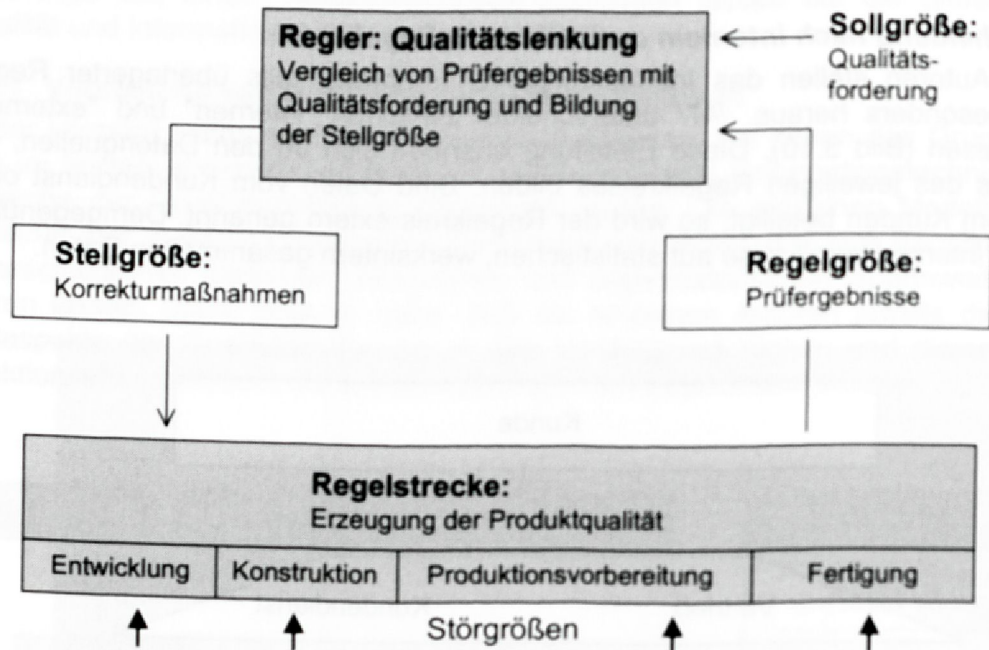 Regler: Qualitätslenkung
Vergleich von Prüfergebnissen mit
Qualitätsforderung und Bildung
der Stellgröße
Sollgröße:
Qualitäts-
forderung
Stellgröße:
Korrekturmaßnahmen
Regelgröße:
Prüfergebnisse
Regelstrecke:
Erzeugung der Produktqualität
Entwicklung
Konstruktion
Produktionsvorbereitung
Fertigung
Störgrößen